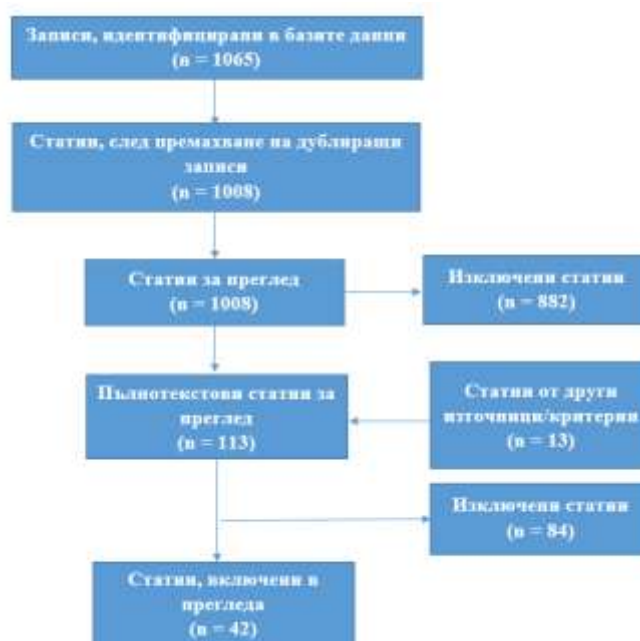 Записи, идентифицирани в базите данни
(n = 1065)
Статии, след премахване на дублиращи
записи
(n = 1008)
Статии за преглед
(n = 1008)
Изключени статии
(n = 882)
Пълнотекстови статии за
преглед
(n = 113)
Статии от други
източници/критерии
(n = 13)
Изключени статии
(n = 84)
Статии, включени в
прегледа
(n = 42)